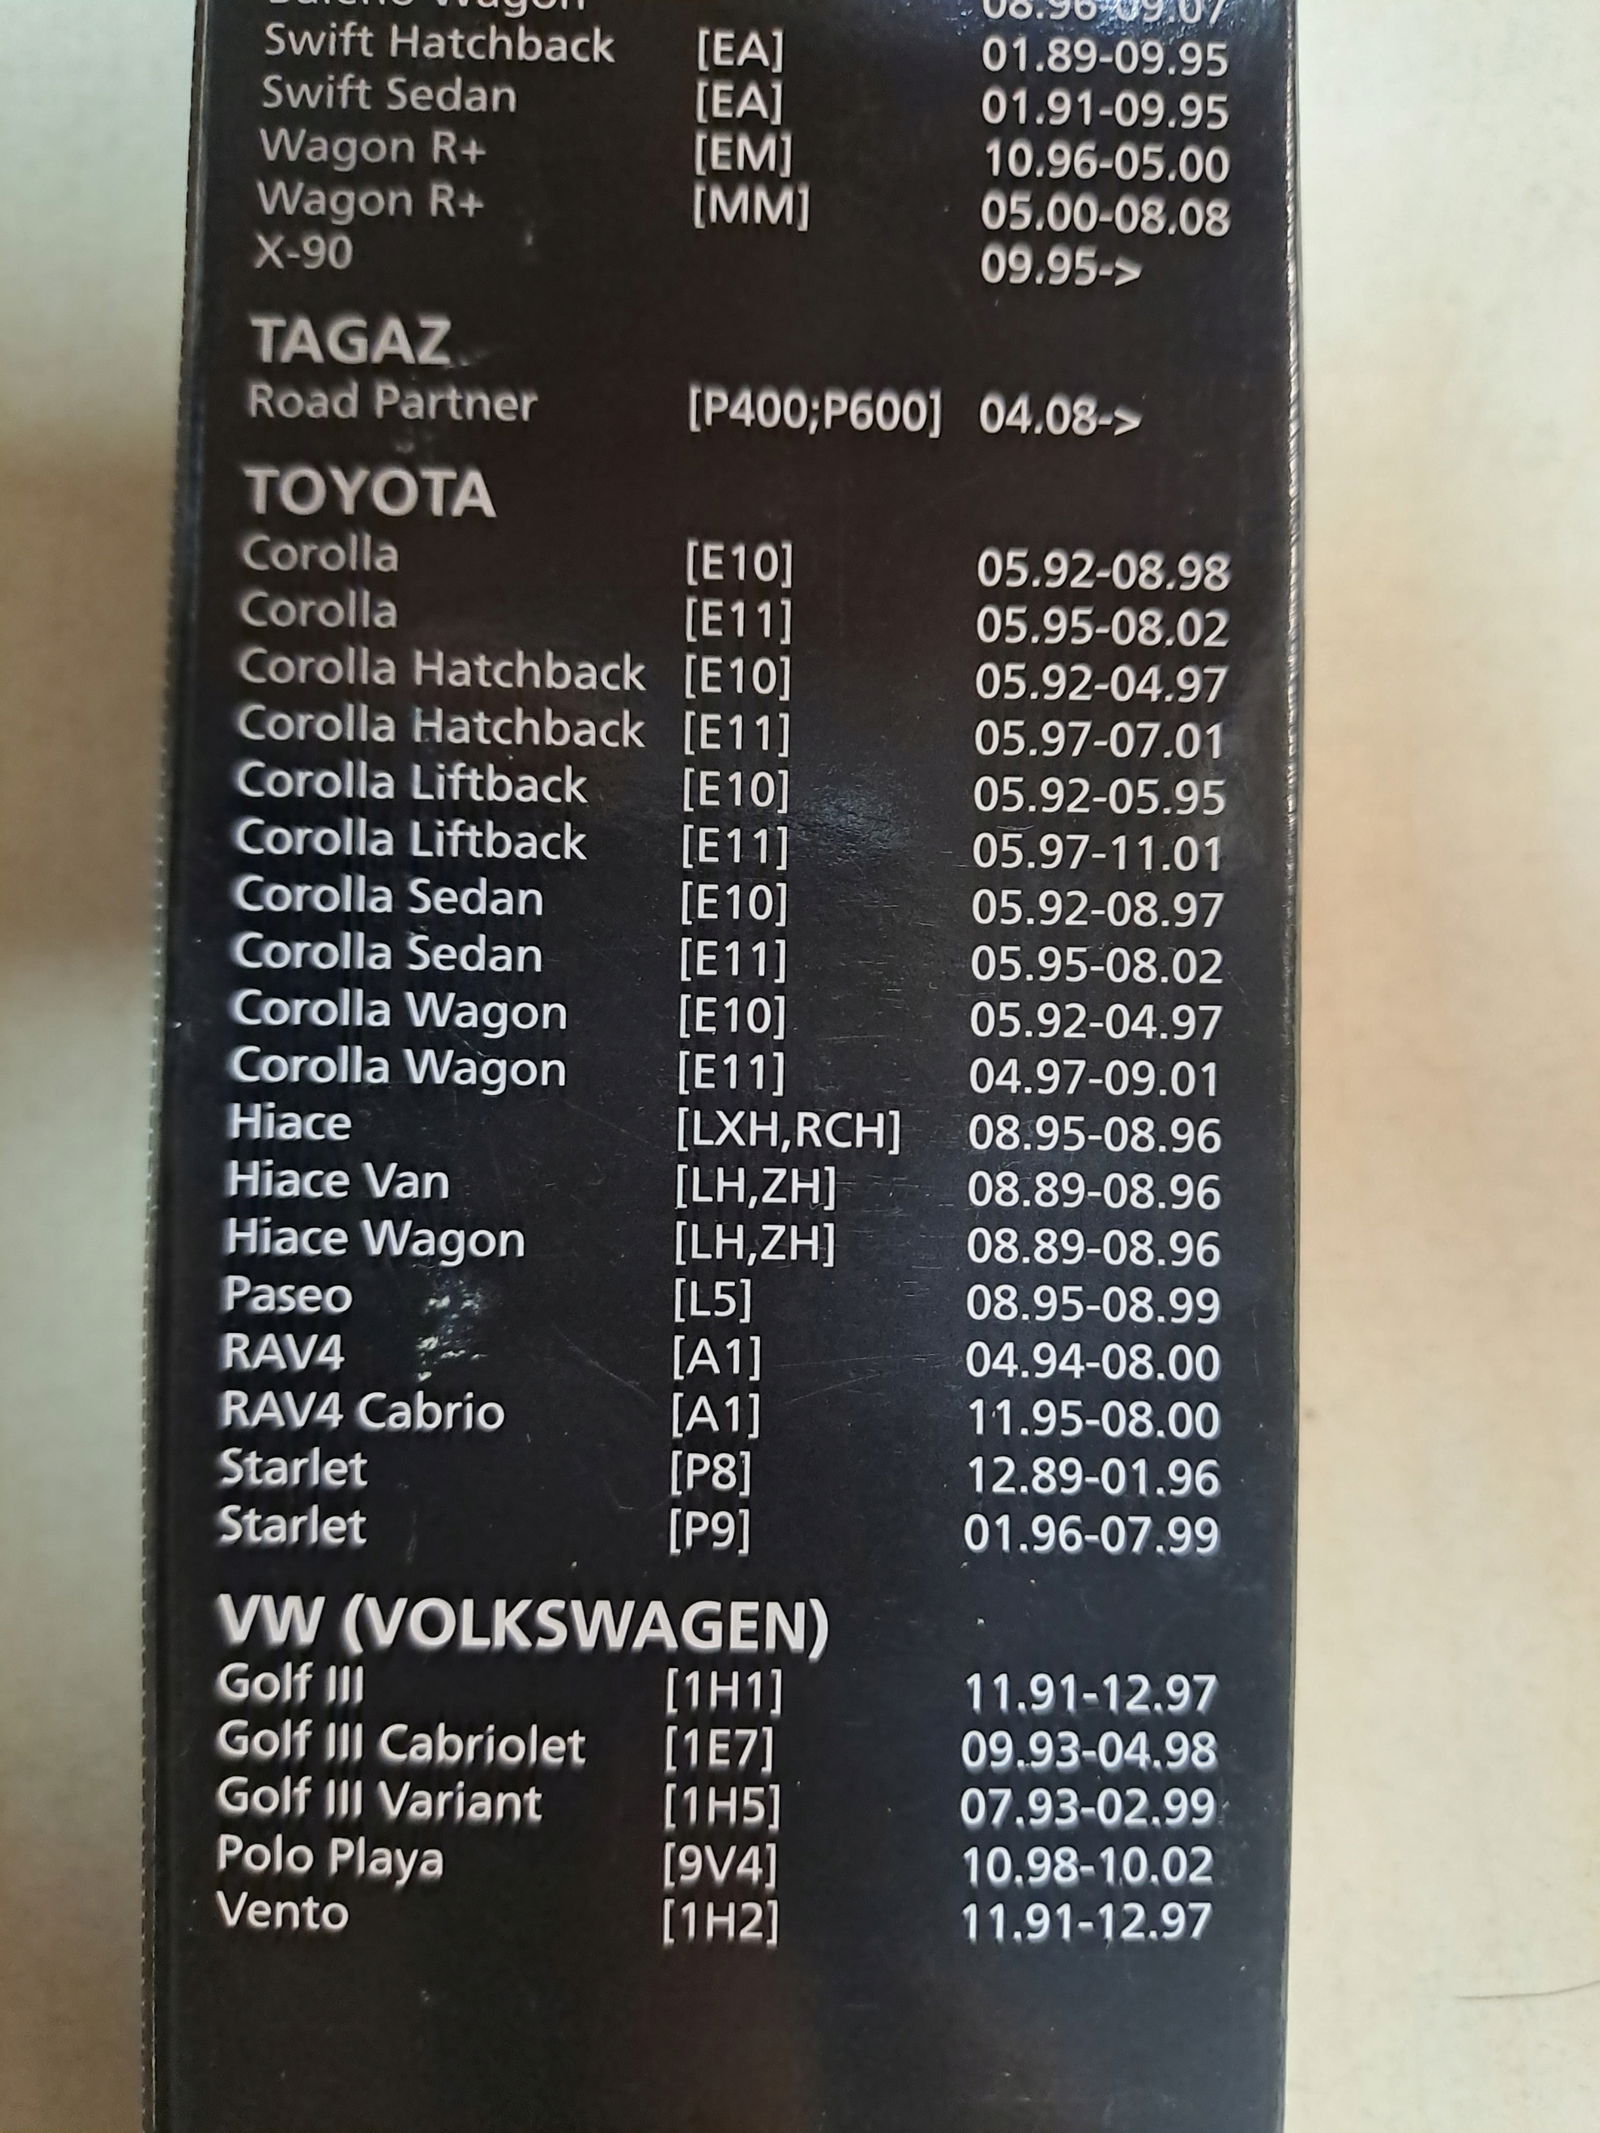 Baleno Wagon 08.96-09.07
Swift Hatchback [EA] 01.89-09.95
Swift Sedan [EA] 01.91-09.95
Wagon R+ [EM] 10.96-05.00
Wagon R+ [MM] 05.00-08.08
X-90 09.95->
TAGAZ
Road Partner [P400;P600] 04.08->
TOYOTA
Corolla [E10] 05.92-08.98
Corolla [E11] 05.95-08.02
Corolla Hatchback [E10] 05.92-04.97
Corolla Hatchback [E11] 05.97-07.01
Corolla Liftback [E10] 05.92-05.95
Corolla Liftback [E11] 05.97-11.01
Corolla Sedan [E10] 05.92-08.97
Corolla Sedan [E11] 05.95-08.02
Corolla Wagon [E10] 05.92-04.97
Corolla Wagon [E11] 04.97-09.01
Hiace [LXH,RCH] 08.95-08.96
Hiace Van [LH,ZH] 08.89-08.96
Hiace Wagon [LH,ZH] 08.89-08.96
Paseo [L5] 08.95-08.99
RAV4 [A1] 04.94-08.00
RAV4 Cabrio [A1] 11.95-08.00
Starlet [P8] 12.89-01.96
Starlet [P9] 01.96-07.99
VW (VOLKSWAGEN)
Golf III [1H1] 11.91-12.97
Golf III Cabriolet [1E7] 09.93-04.98
Golf III Variant [1H5] 07.93-02.99
Polo Playa [9V4] 10.98-10.02
Vento [1H2] 11.91-12.97